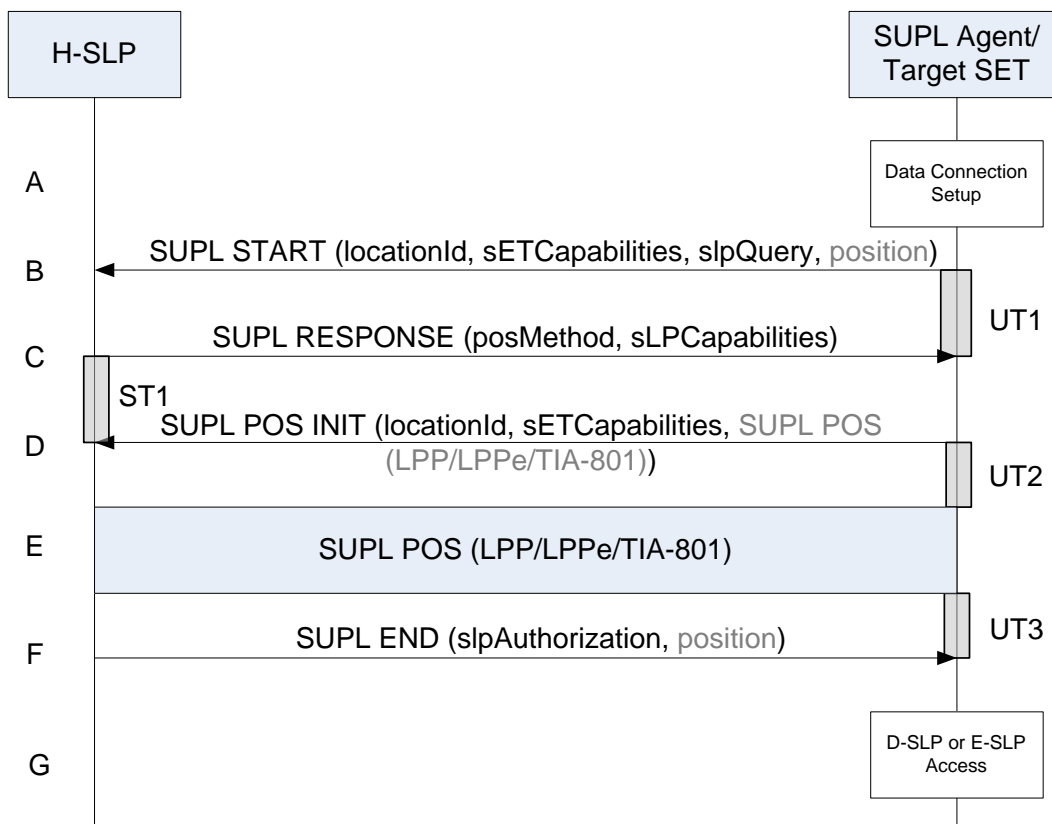 H-SLP
SUPL Agent/
Target SET
A
Data Connection
Setup
SUPL START (locationId, sETCapabilities, slpQuery, position)
B
UT1
SUPL RESPONSE (posMethod, sLPCapabilities)
C
ST1
SUPL POS INIT (locationId, sETCapabilities, SUPL POS
(LPP/LPPe/TIA-801))
D
UT2
E
SUPL POS (LPP/LPPe/TIA-801)
UT3
SUPL END (slpAuthorization, position)
F
D-SLP or E-SLP
Access
G